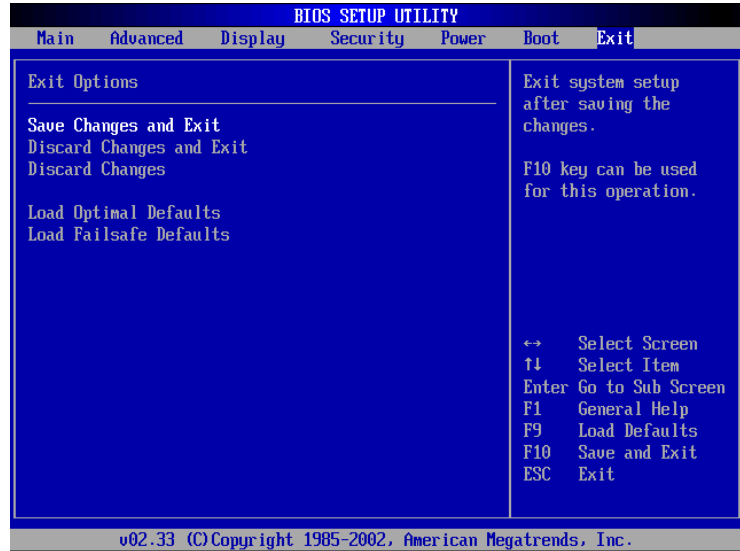 BIOS SETUP UTILITY
Main Advanced Display Security Power Boot Exit
Exit Options
Save Changes and Exit
Discard Changes and Exit
Discard Changes
Load Optimal Defaults
Load Failsafe Defaults
Exit system setup
after saving the
changes.
F10 key can be used
for this operation.
↔ Select Screen
↑↓ Select Item
Enter Go to Sub Screen
F1 General Help
F9 Load Defaults
F10 Save and Exit
ESC Exit
v02.33 (C)Copyright 1985-2002, American Megatrends, Inc.